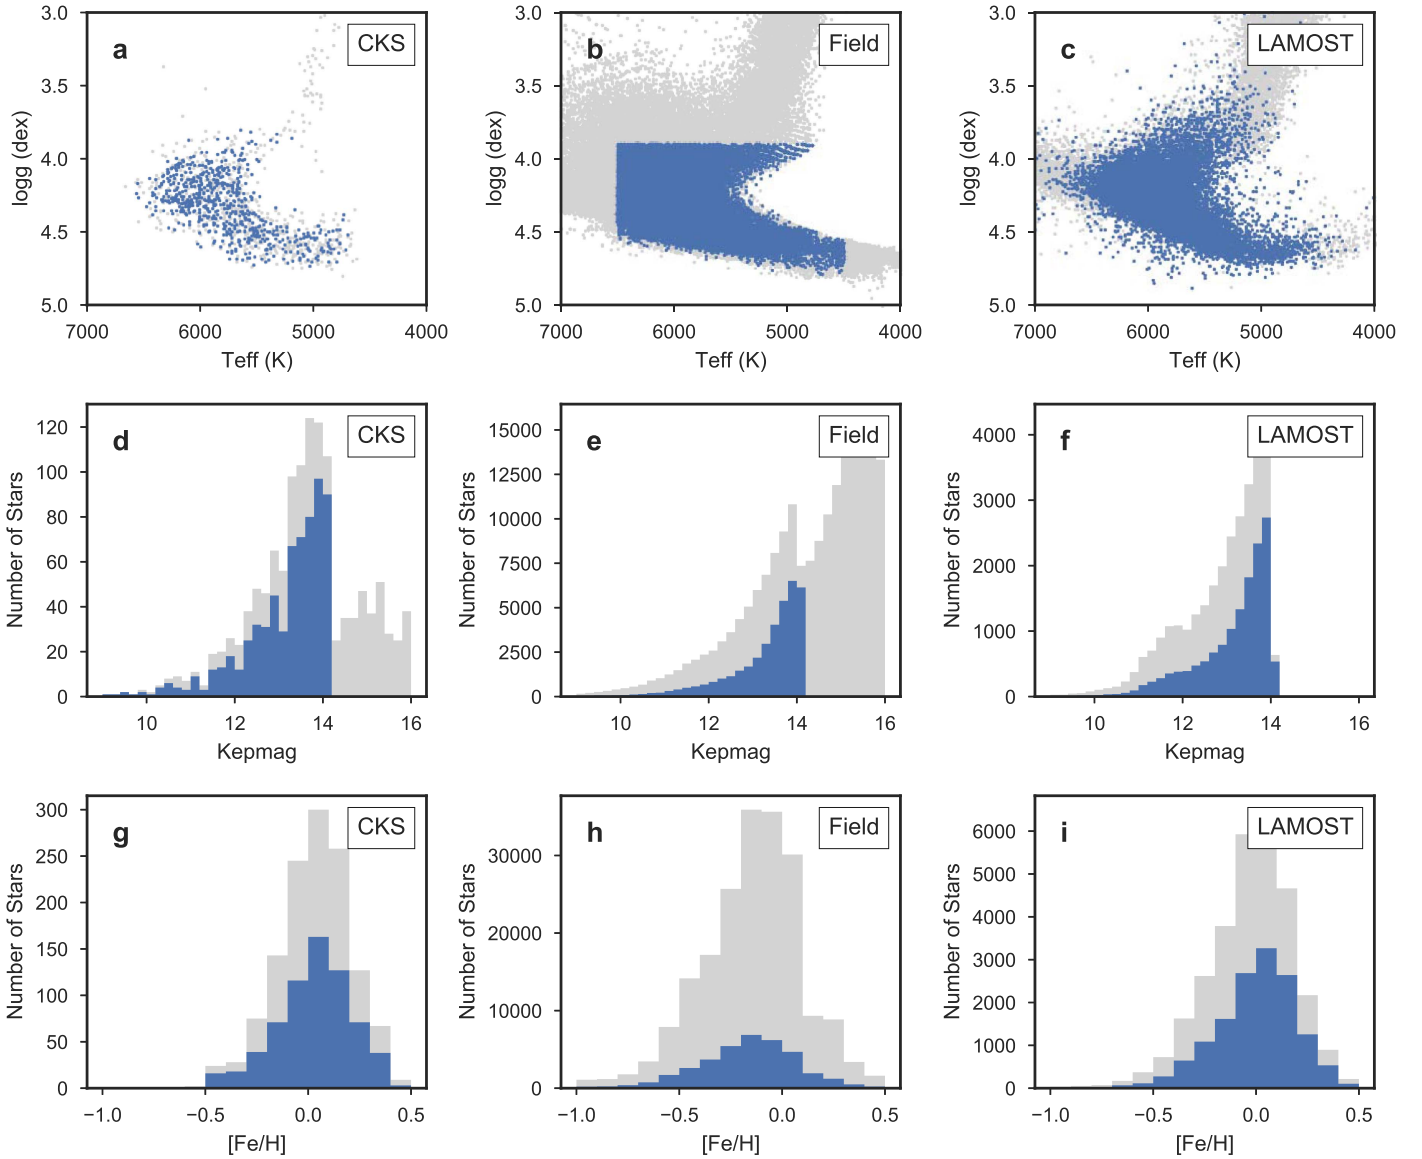 a
CKS
3.0
3.5
4.0
4.5
5.0
logg (dex)
7000 6000 5000 4000
Teff (K)
b
Field
3.0
3.5
4.0
4.5
5.0
logg (dex)
7000 6000 5000 4000
Teff (K)
c
LAMOST
3.0
3.5
4.0
4.5
5.0
logg (dex)
7000 6000 5000 4000
Teff (K)
d
CKS
120
100
80
60
40
20
0
Number of Stars
10 12 14 16
Kepmag
e
Field
15000
12500
10000
7500
5000
2500
0
Number of Stars
10 12 14 16
Kepmag
f
LAMOST
4000
3000
2000
1000
0
Number of Stars
10 12 14 16
Kepmag
g
CKS
300
250
200
150
100
50
0
Number of Stars
−1.0 −0.5 0.0 0.5
[Fe/H]
h
Field
30000
20000
10000
0
Number of Stars
−1.0 −0.5 0.0 0.5
[Fe/H]
i
LAMOST
6000
5000
4000
3000
2000
1000
0
Number of Stars
−1.0 −0.5 0.0 0.5
[Fe/H]